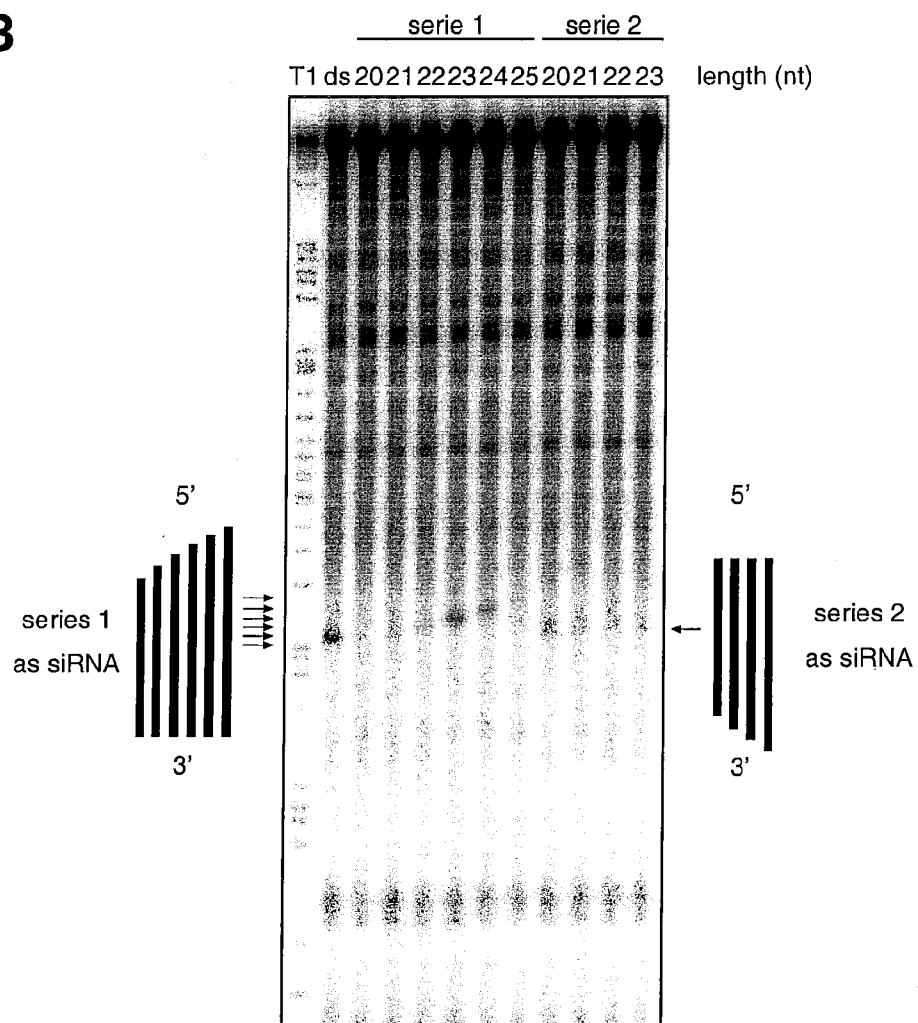 B
serie 1 serie 2
T1 ds 20 21 22 23 24 25 20 21 22 23 length (nt)
5' 5'
series 1 series 2
as siRNA as siRNA
3' 3'